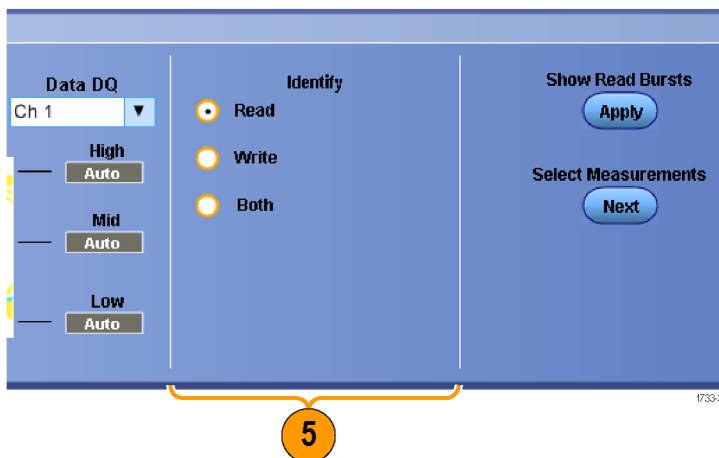 Data DQ
Ch 1
High
Auto
Mid
Auto
Low
Auto
Identify
Read
Write
Both
Show Read Bursts
Apply
Select Measurements
Next
5